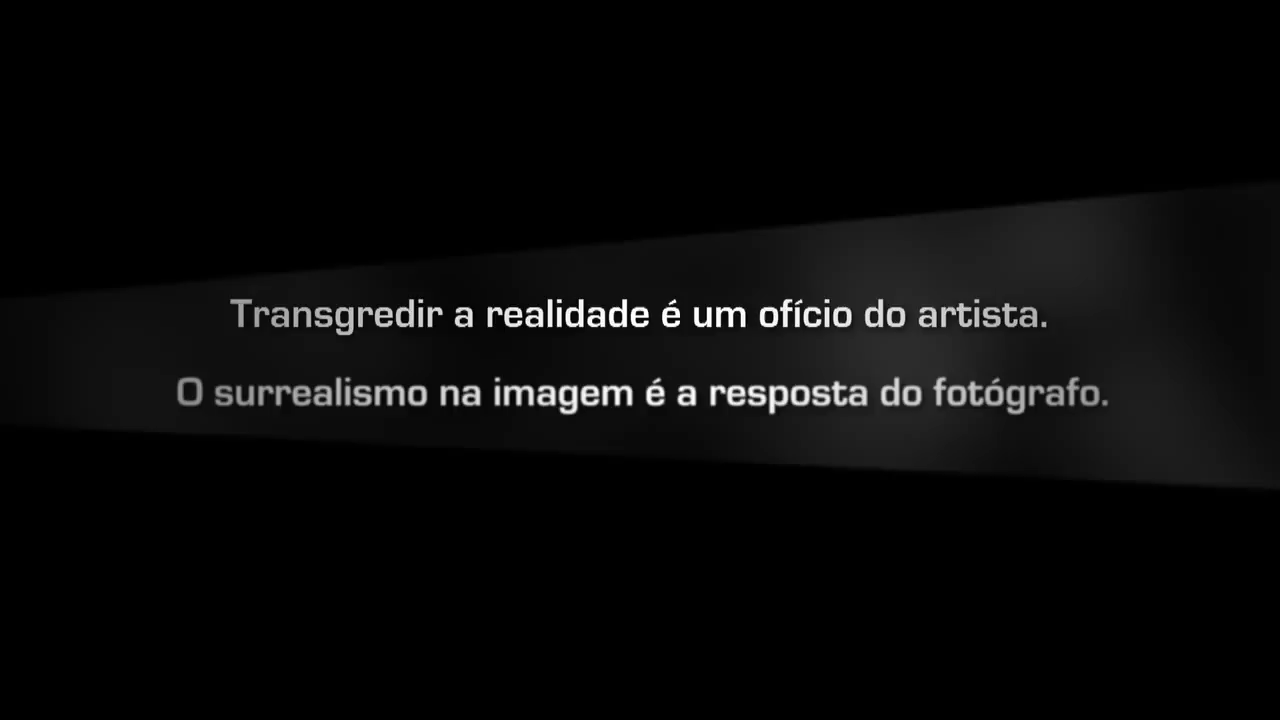 Transgredir a realidade é um ofício do artista.
O surrealismo na imagem é a resposta do fotógrafo.